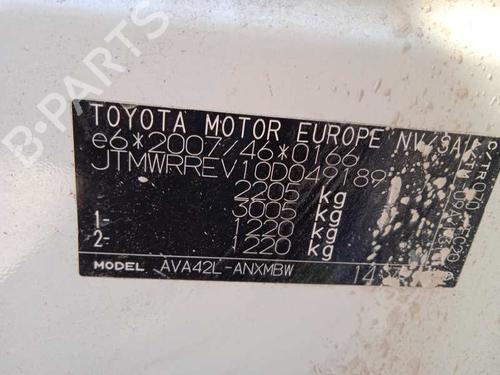 B-PARTS
TOYOTA MOTOR EUROPE NV/SA
e6*2007/46*0166
JTMWRREV10D049189
2205 kg
3005 kg
1- 1220 kg
2- 1220 kg
MODEL AVA42L-ANXMBW